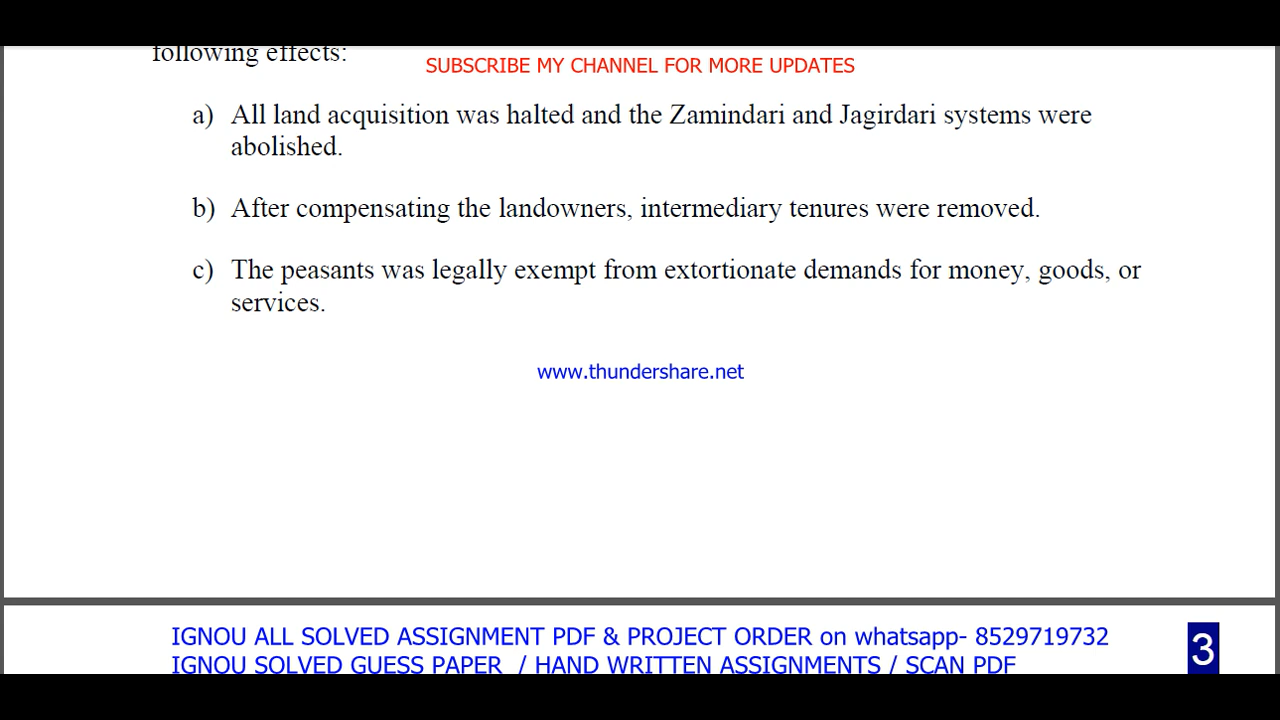 following effects:
SUBSCRIBE MY CHANNEL FOR MORE UPDATES
a) All land acquisition was halted and the Zamindari and Jagirdari systems were
abolished.
b) After compensating the landowners, intermediary tenures were removed.
c) The peasants was legally exempt from extortionate demands for money, goods, or
services.
www.thundershare.net
IGNOU ALL SOLVED ASSIGNMENT PDF & PROJECT ORDER on whatsapp- 8529719732
3
IGNOU SOLVED GUESS PAPER / HAND WRITTEN ASSIGNMENTS / SCAN PDF